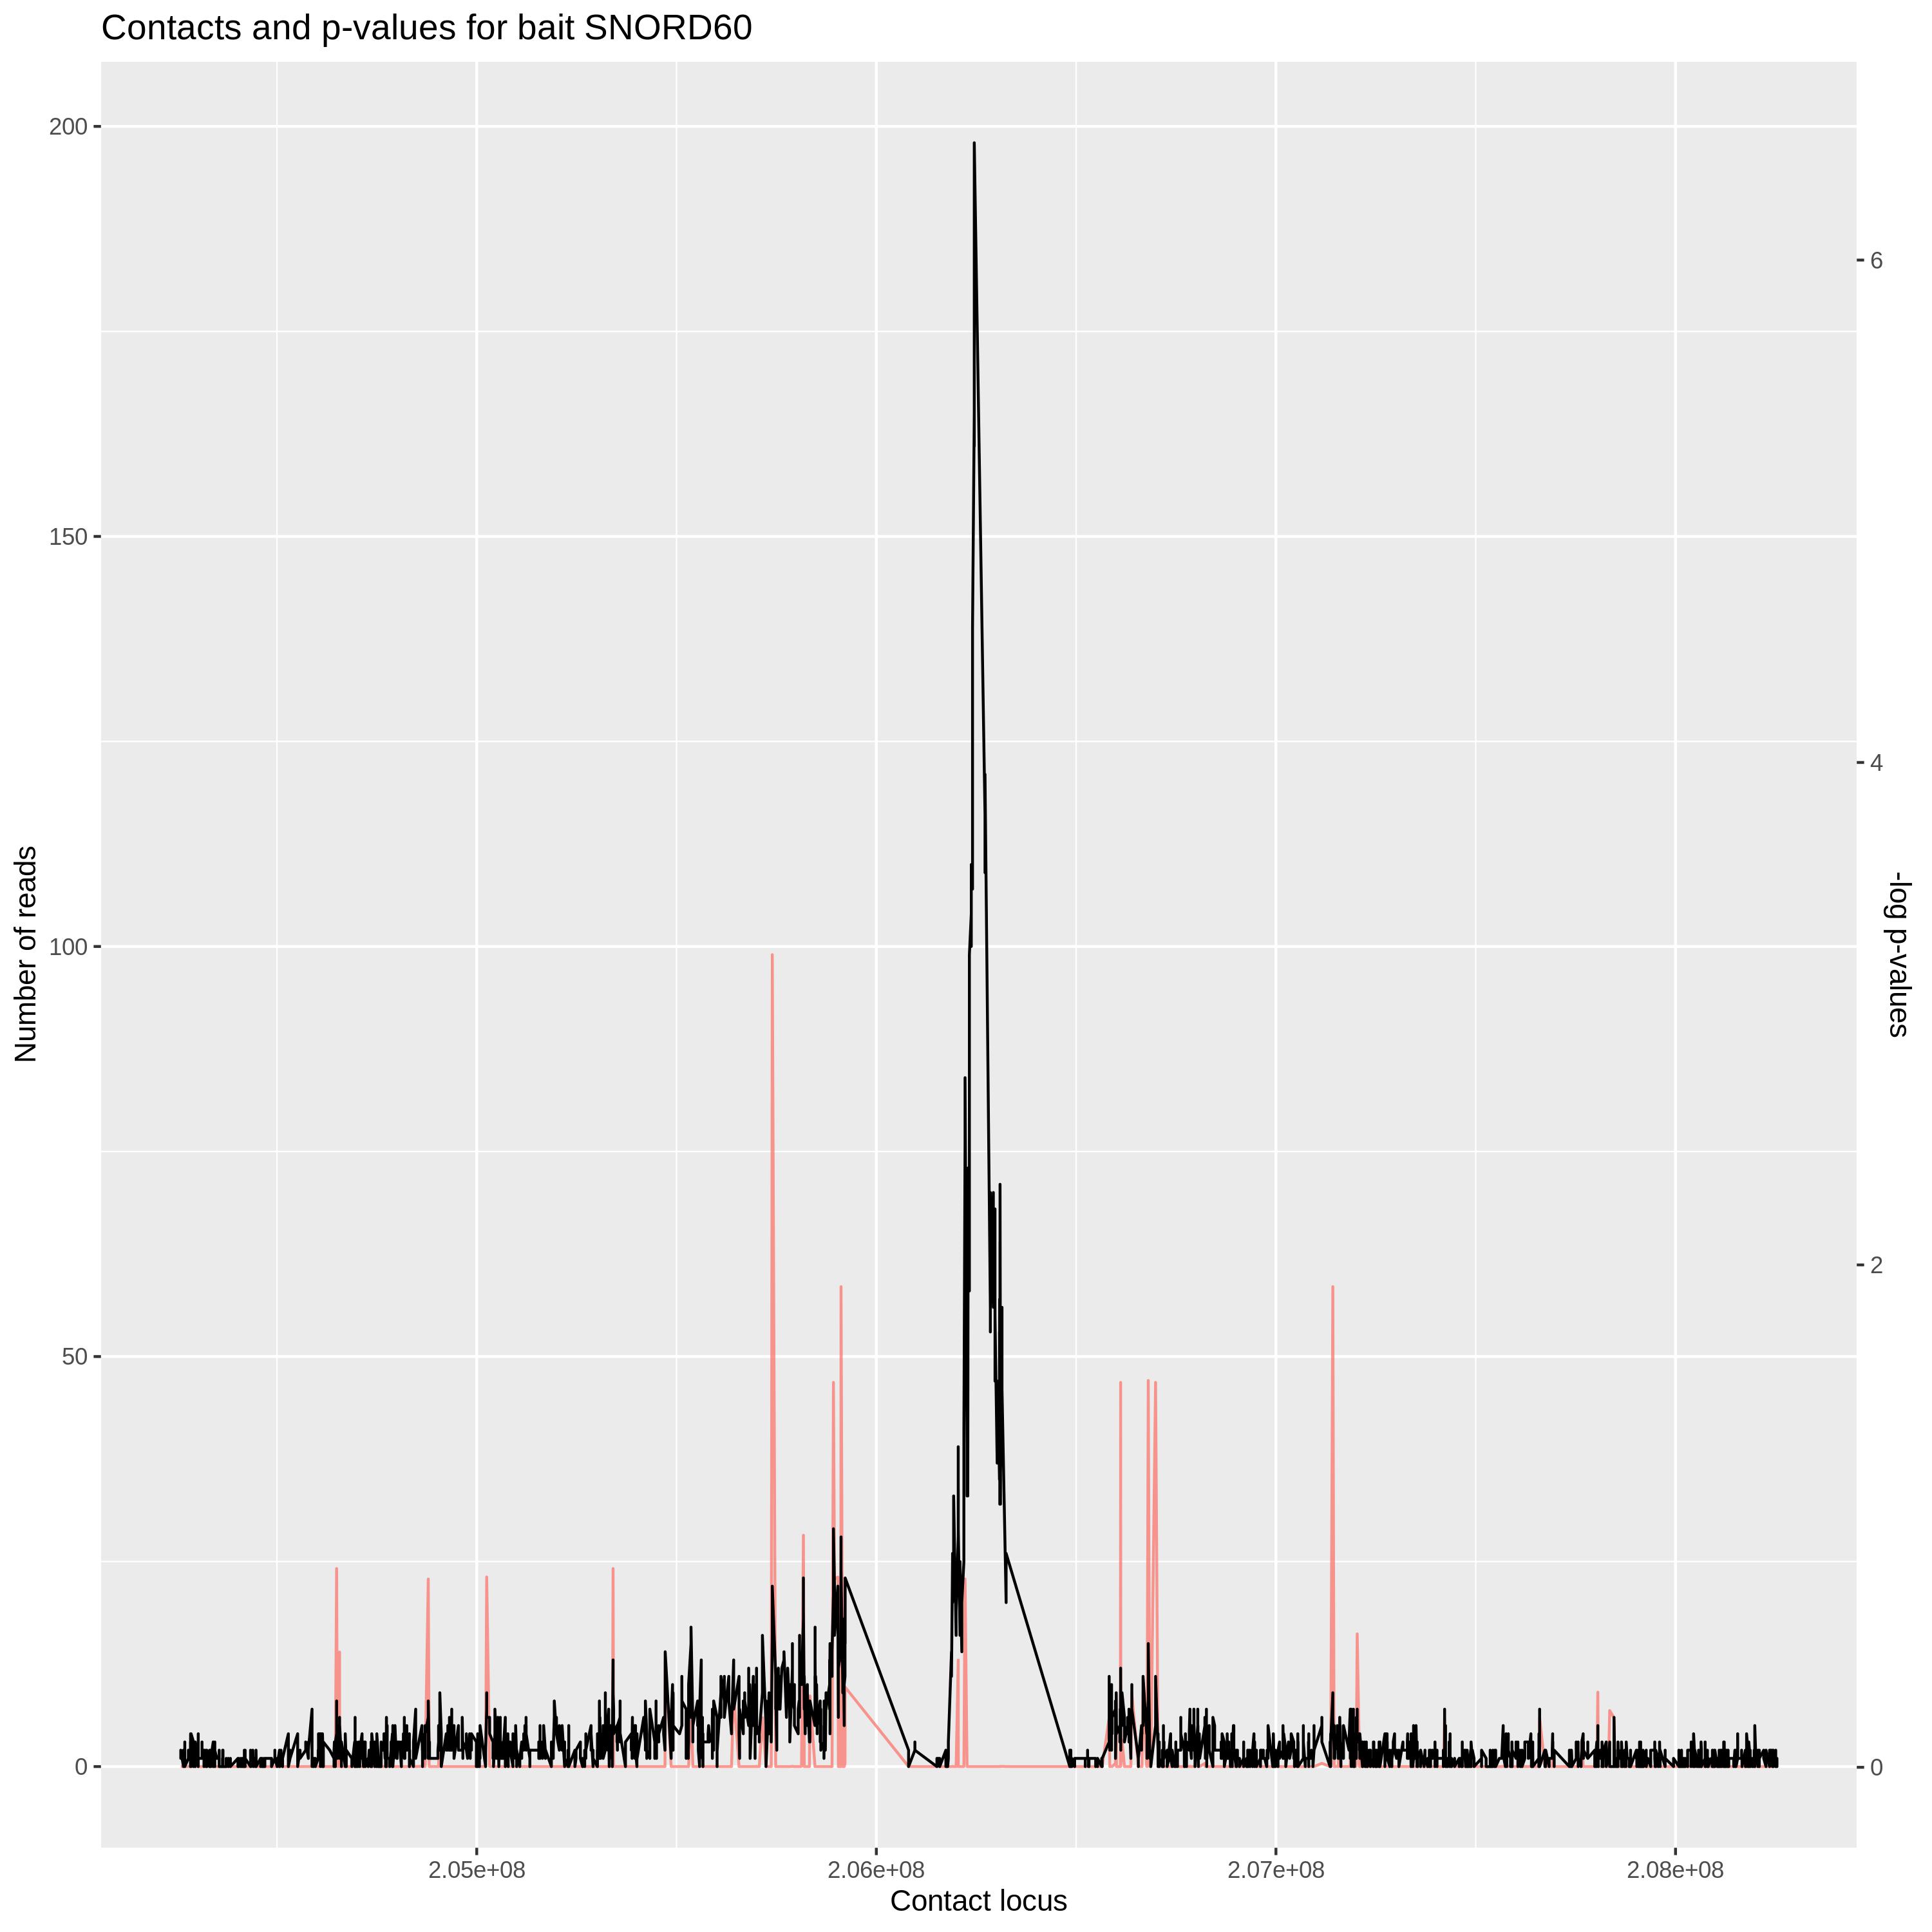 Contacts and p-values for bait SNORD60
200
150
100
50
0
Number of reads
6
4
2
0
-log p-values
2.05e+08
2.06e+08
2.07e+08
2.08e+08
Contact locus